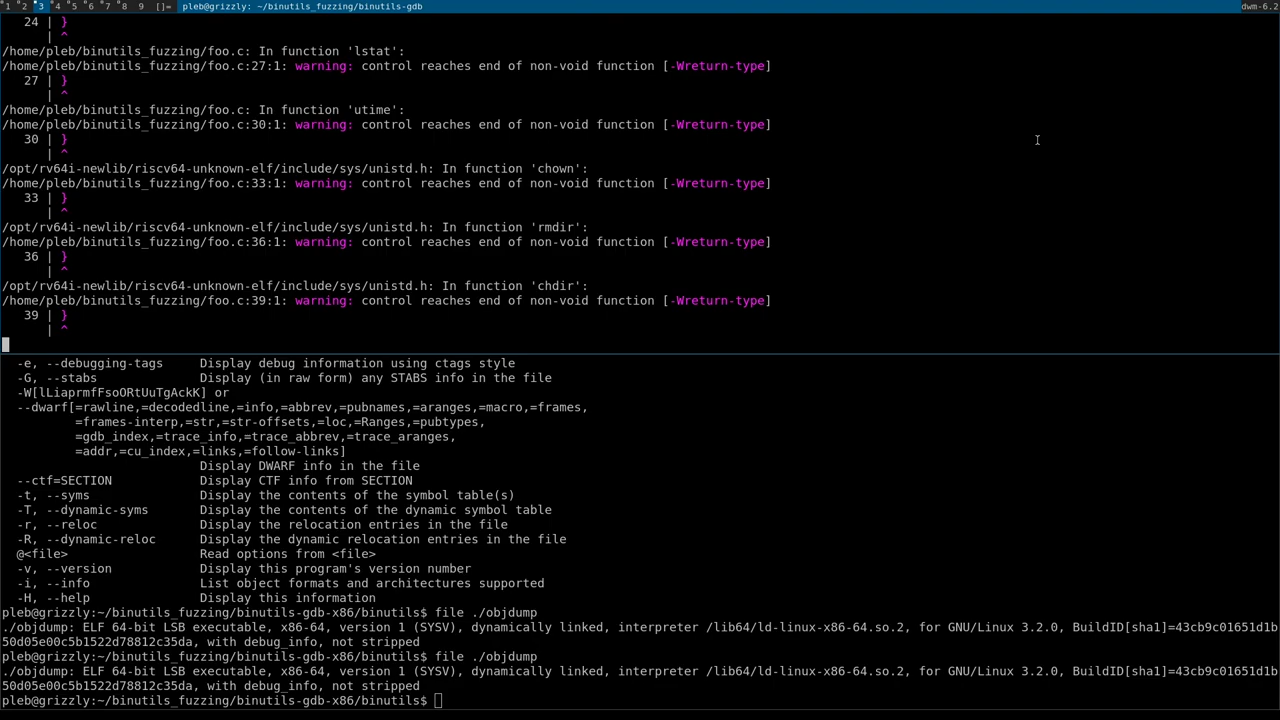 1 2 3 4 5 6 7 8 9 []= pleb@grizzly: ~/binutils_fuzzing/binutils-gdb dwm-6.2
24 | }
| ^
/home/pleb/binutils_fuzzing/foo.c: In function 'lstat':
/home/pleb/binutils_fuzzing/foo.c:27:1: warning: control reaches end of non-void function [-Wreturn-type]
27 | }
| ^
/home/pleb/binutils_fuzzing/foo.c: In function 'utime':
/home/pleb/binutils_fuzzing/foo.c:30:1: warning: control reaches end of non-void function [-Wreturn-type]
30 | }
| ^
/opt/rv64i-newlib/riscv64-unknown-elf/include/sys/unistd.h: In function 'chown':
/home/pleb/binutils_fuzzing/foo.c:33:1: warning: control reaches end of non-void function [-Wreturn-type]
33 | }
| ^
/opt/rv64i-newlib/riscv64-unknown-elf/include/sys/unistd.h: In function 'rmdir':
/home/pleb/binutils_fuzzing/foo.c:36:1: warning: control reaches end of non-void function [-Wreturn-type]
36 | }
| ^
/opt/rv64i-newlib/riscv64-unknown-elf/include/sys/unistd.h: In function 'chdir':
/home/pleb/binutils_fuzzing/foo.c:39:1: warning: control reaches end of non-void function [-Wreturn-type]
39 | }
| ^
-e, --debugging-tags Display debug information using ctags style
-G, --stabs Display (in raw form) any STABS info in the file
-W[lLiaprmfFsoORtUuTgAckK] or
--dwarf[=rawline,=decodedline,=info,=abbrev,=pubnames,=aranges,=macro,=frames,
=frames-interp,=str,=str-offsets,=loc,=Ranges,=pubtypes,
=gdb_index,=trace_info,=trace_abbrev,=trace_aranges,
=addr,=cu_index,=links,=follow-links]
Display DWARF info in the file
--ctf=SECTION Display CTF info from SECTION
-t, --syms Display the contents of the symbol table(s)
-T, --dynamic-syms Display the contents of the dynamic symbol table
-r, --reloc Display the relocation entries in the file
-R, --dynamic-reloc Display the dynamic relocation entries in the file
@<file> Read options from <file>
-v, --version Display this program's version number
-i, --info List object formats and architectures supported
-H, --help Display this information
pleb@grizzly:~/binutils_fuzzing/binutils-gdb-x86/binutils$ file ./objdump
./objdump: ELF 64-bit LSB executable, x86-64, version 1 (SYSV), dynamically linked, interpreter /lib64/ld-linux-x86-64.so.2, for GNU/Linux 3.2.0, BuildID[sha1]=43cb9c01651d1b
50d05e00c5b1522d78812c35da, with debug_info, not stripped
pleb@grizzly:~/binutils_fuzzing/binutils-gdb-x86/binutils$ file ./objdump
./objdump: ELF 64-bit LSB executable, x86-64, version 1 (SYSV), dynamically linked, interpreter /lib64/ld-linux-x86-64.so.2, for GNU/Linux 3.2.0, BuildID[sha1]=43cb9c01651d1b
50d05e00c5b1522d78812c35da, with debug_info, not stripped
pleb@grizzly:~/binutils_fuzzing/binutils-gdb-x86/binutils$